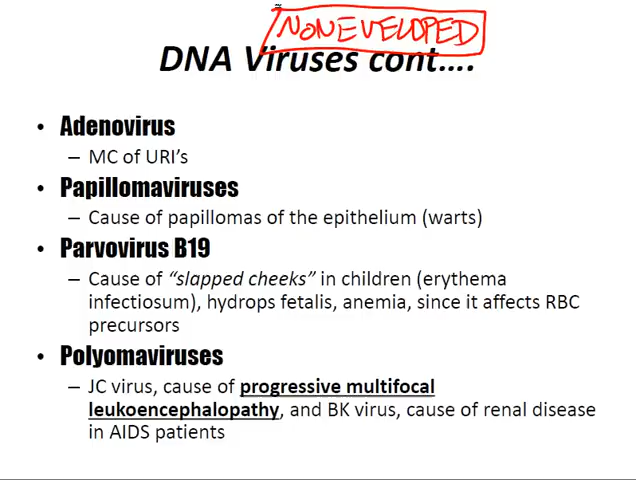 NONEVELOPED
DNA Viruses cont….
• Adenovirus
– MC of URI's
• Papillomaviruses
– Cause of papillomas of the epithelium (warts)
• Parvovirus B19
– Cause of “slapped cheeks” in children (erythema
infectiosum), hydrops fetalis, anemia, since it affects RBC
precursors
• Polyomaviruses
– JC virus, cause of progressive multifocal
leukoencephalopathy, and BK virus, cause of renal disease
in AIDS patients